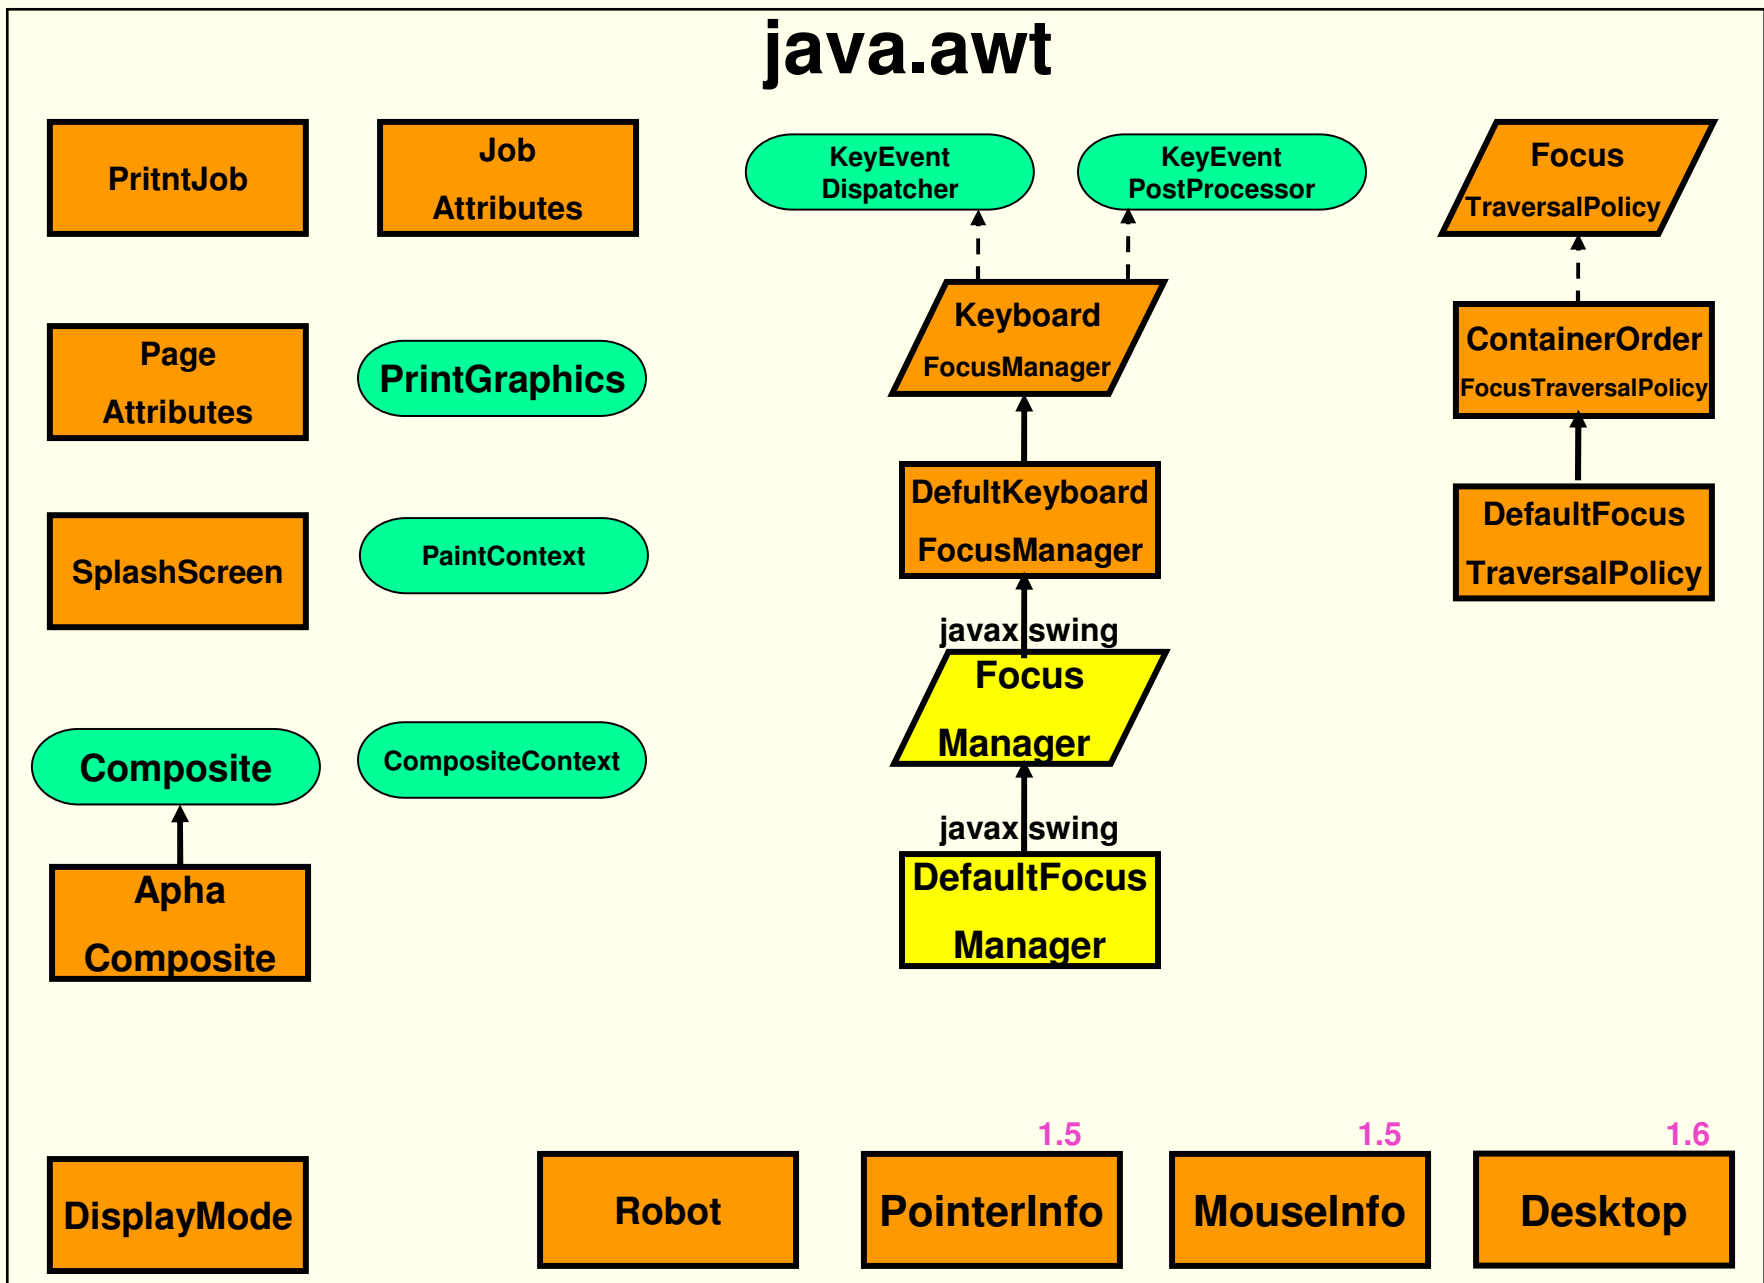 java.awt
PritntJob
Job
Attributes
KeyEvent
Dispatcher
KeyEvent
PostProcessor
Focus
TraversalPolicy
Page
Attributes
PrintGraphics
Keyboard
FocusManager
ContainerOrder
FocusTraversalPolicy
SplashScreen
PaintContext
DefultKeyboard
FocusManager
DefaultFocus
TraversalPolicy
javax swing
Focus
Manager
Composite
CompositeContext
javax swing
DefaultFocus
Manager
Apha
Composite
1.5
1.5
1.6
DisplayMode
Robot
PointerInfo
MouseInfo
Desktop